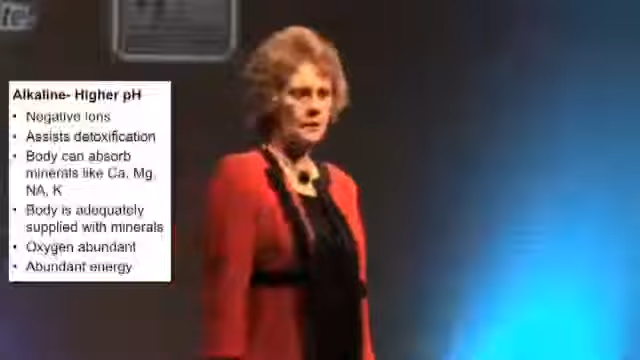 Alkaline- Higher pH
• Negative Ions
• Assists detoxification
• Body can absorb
minerals like Ca, Mg,
NA, K
• Body is adequately
supplied with minerals
• Oxygen abundant
• Abundant energy